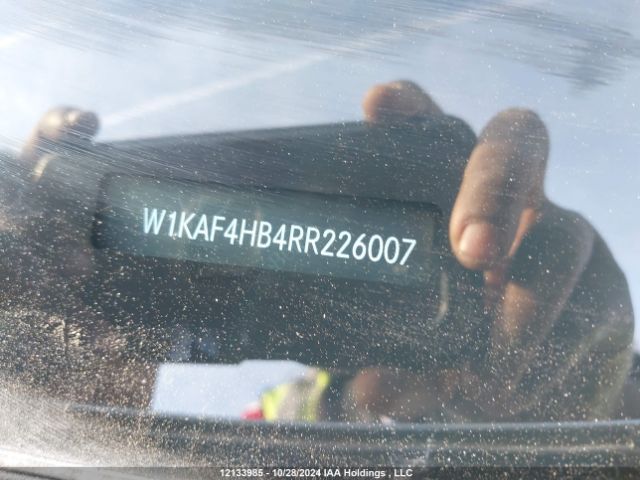 W1KAF4HB4RR226007
12133985 - 10/28/2024 IAA Holdings , LLC